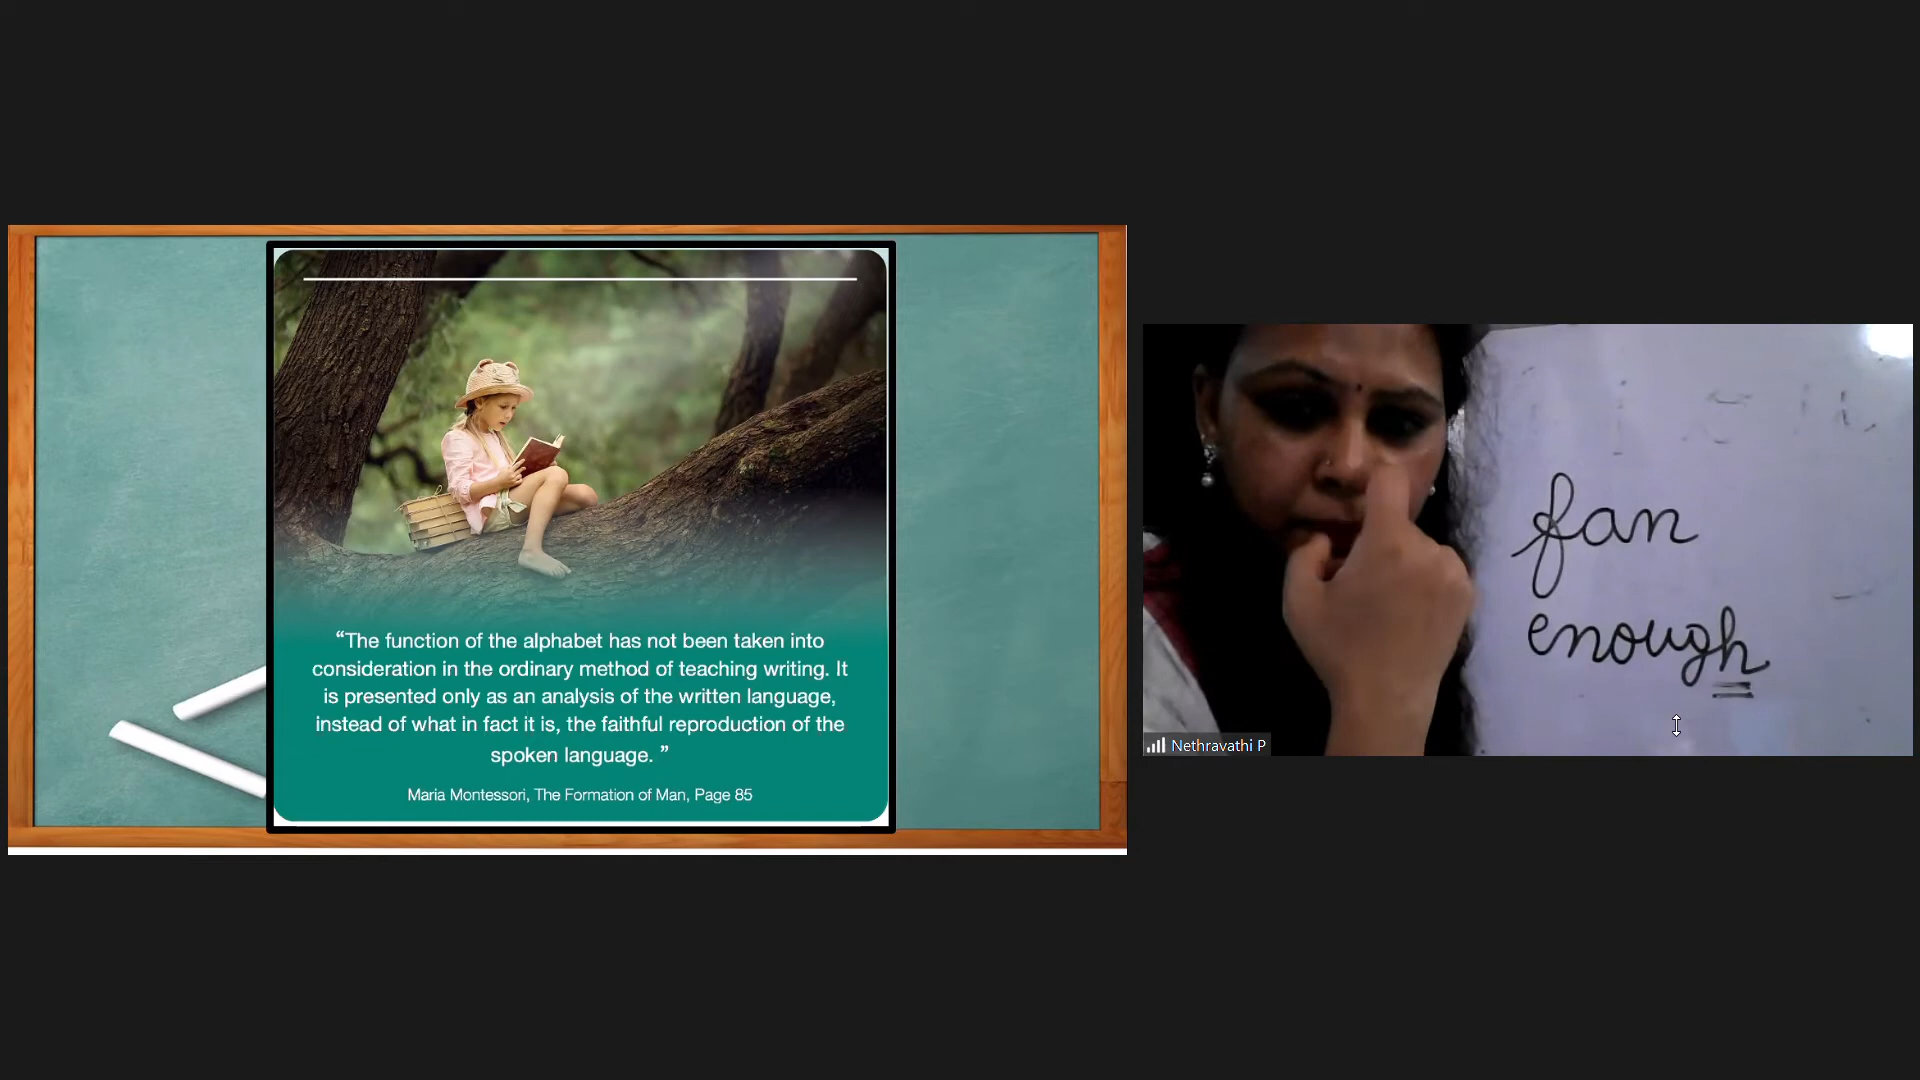 “The function of the alphabet has not been taken into
consideration in the ordinary method of teaching writing. It
is presented only as an analysis of the written language,
instead of what in fact it is, the faithful reproduction of the
spoken language. ”
Maria Montessori, The Formation of Man, Page 85
fan
enough
Nethravathi P